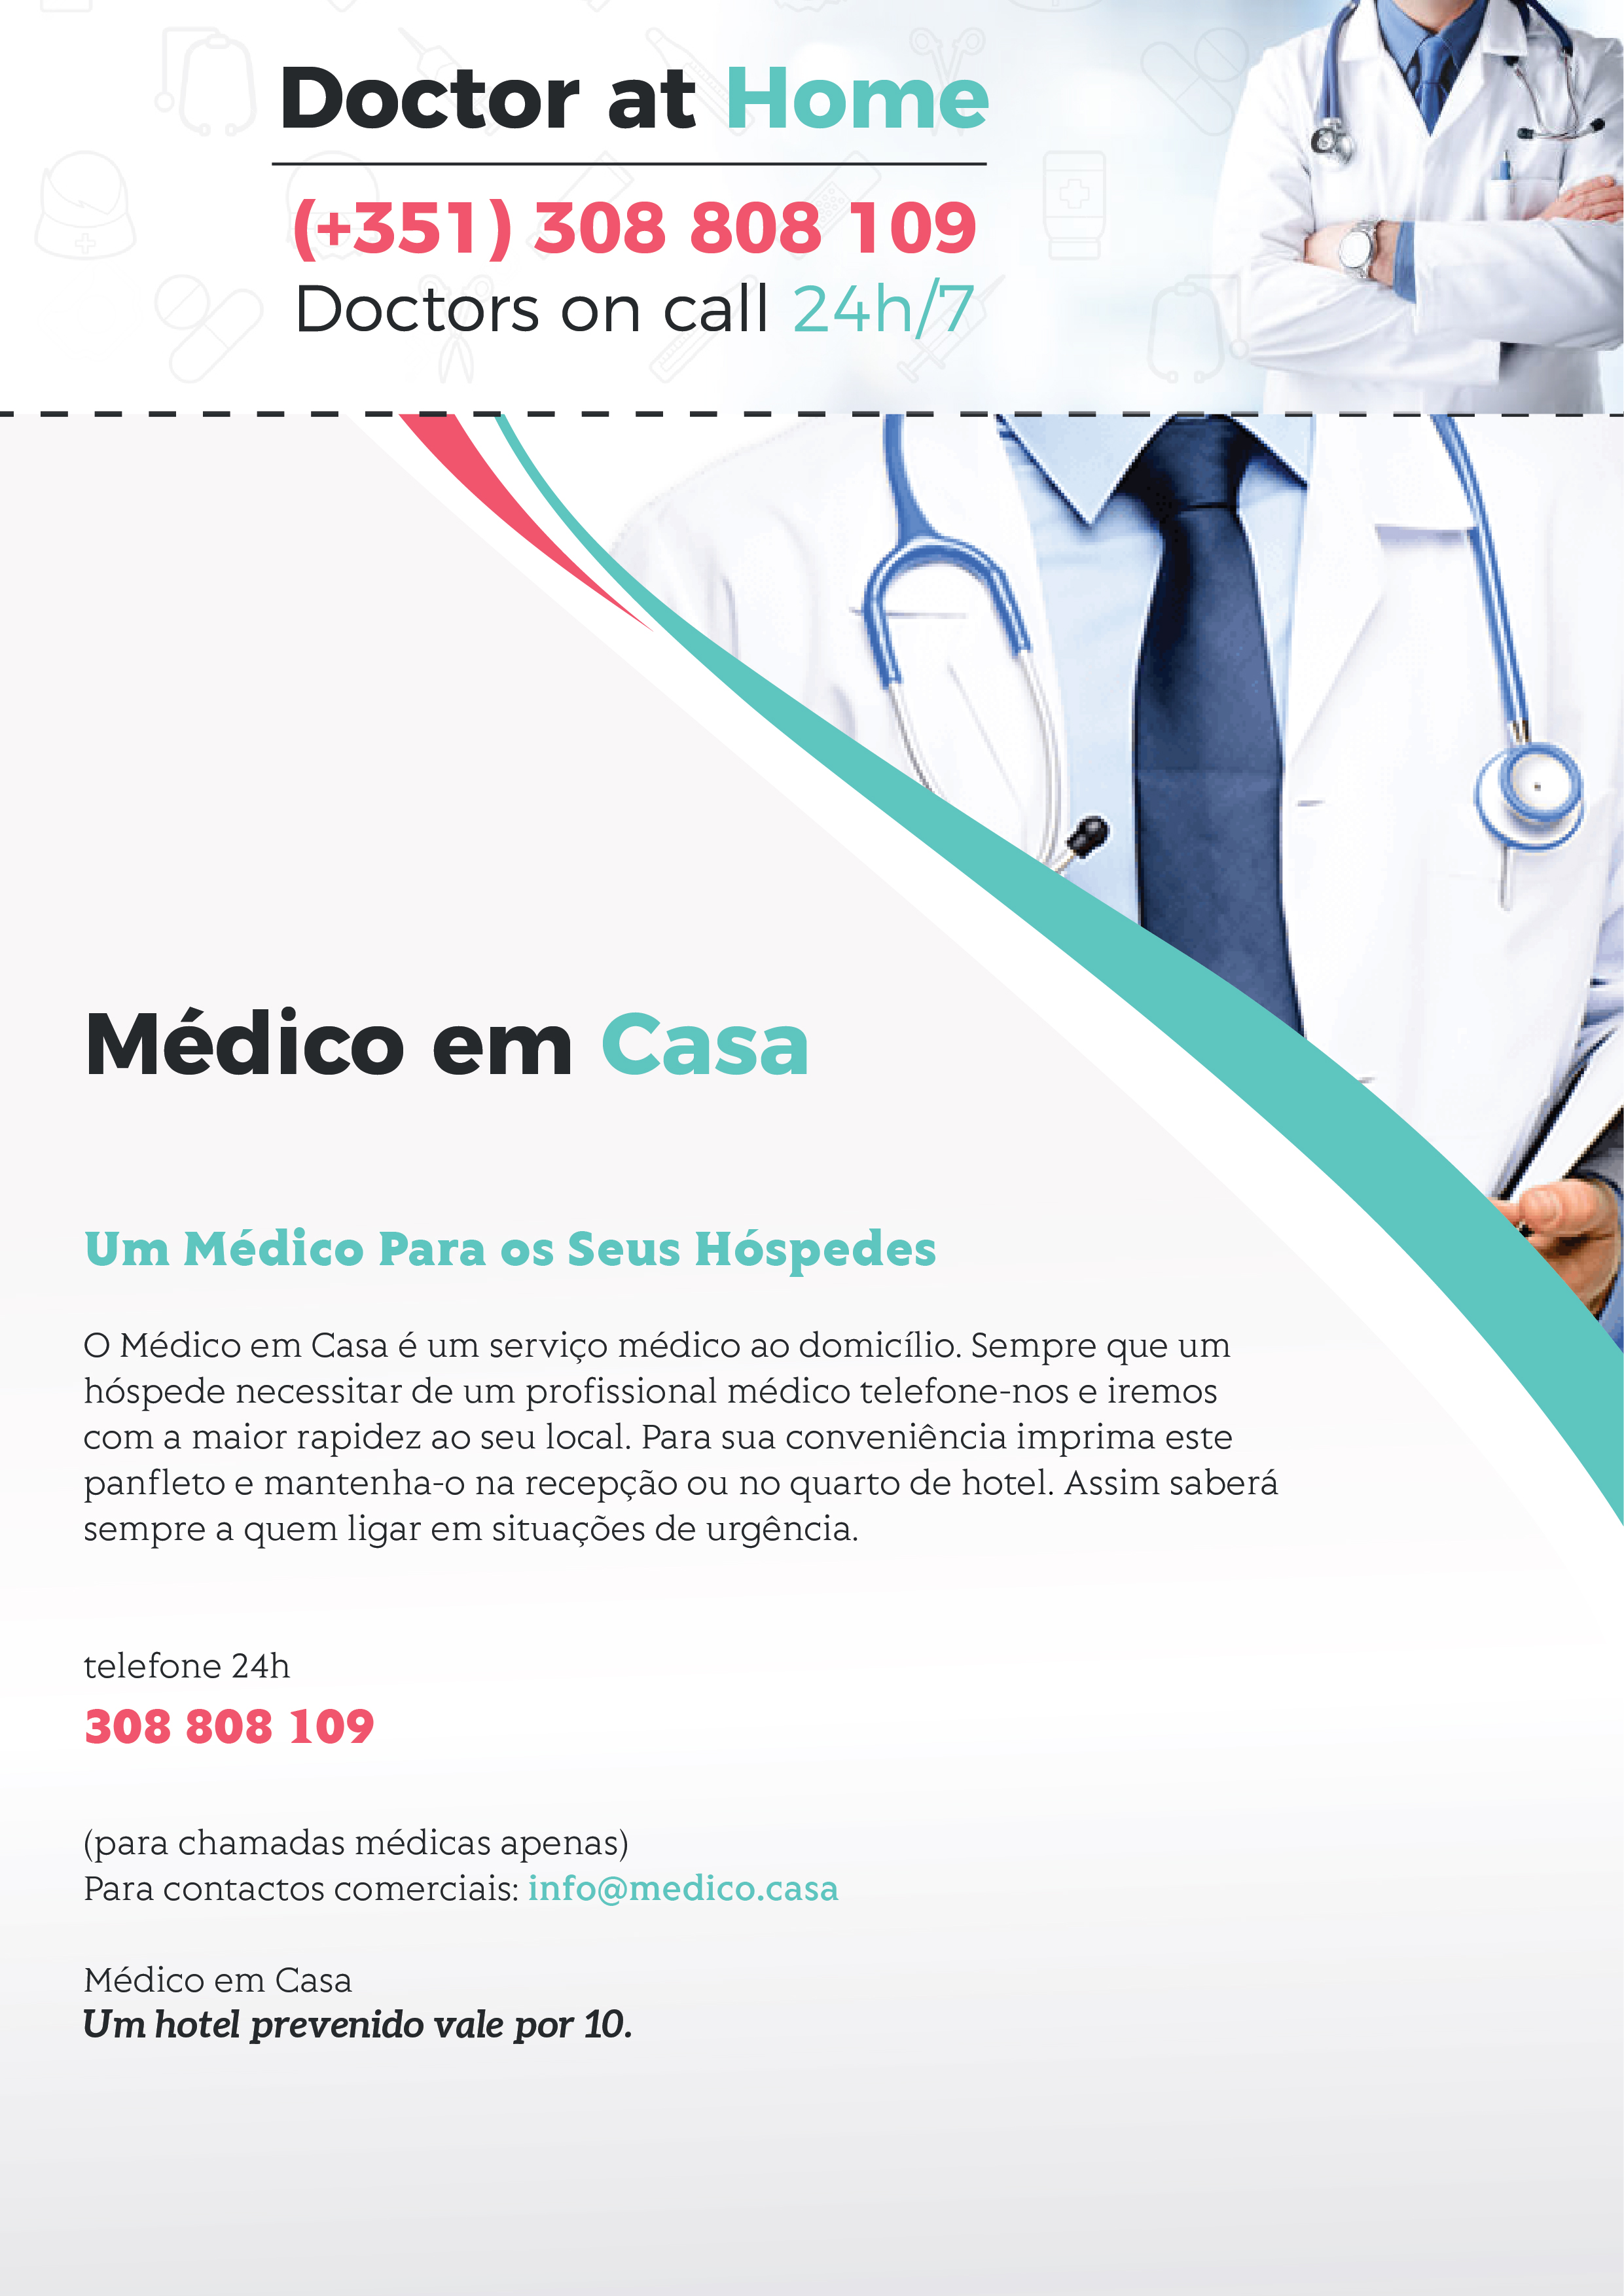 Doctor at Home
(+351) 308 808 109
Doctors on call 24h/7
Médico em Casa
Um Médico Para os Seus Hóspedes
O Médico em Casa é um serviço médico ao domicílio. Sempre que um
hóspede necessitar de um profissional médico telefone-nos e iremos
com a maior rapidez ao seu local. Para sua conveniência imprima este
panfleto e mantenha-o na recepção ou no quarto de hotel. Assim saberá
sempre a quem ligar em situações de urgência.
telefone 24h
308 808 109
(para chamadas médicas apenas)
Para contactos comerciais: info@medico.casa
Médico em Casa
Um hotel prevenido vale por 10.